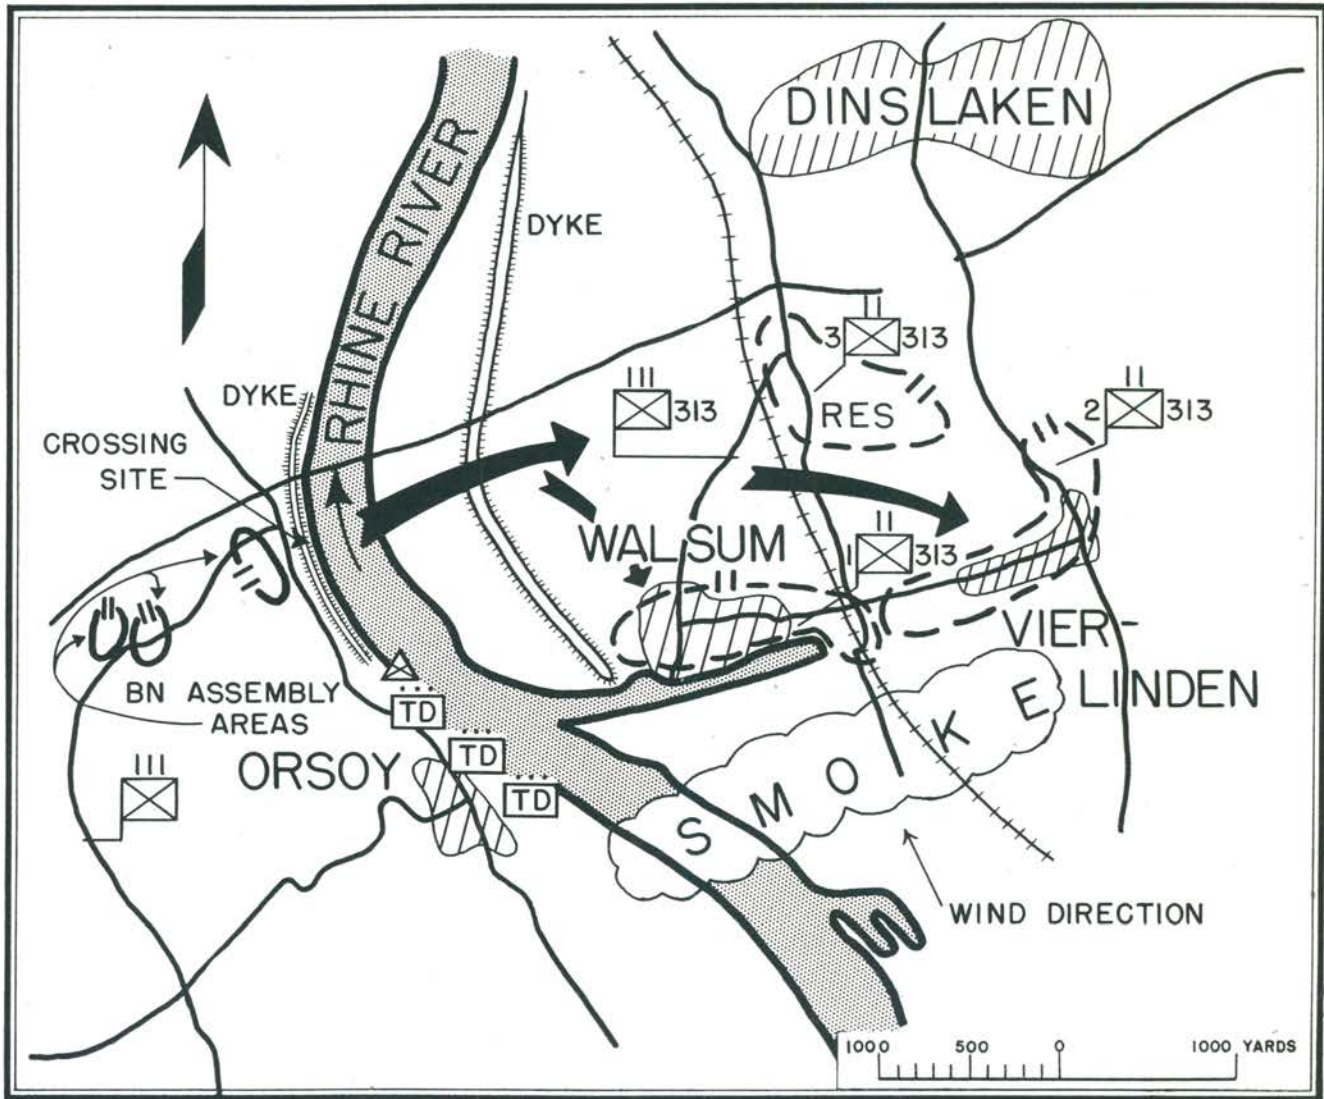 DINSLAKEN
RHINE RIVER
DYKE
3 313
RES
313
2 313
DYKE
CROSSING
SITE
WALSUM
1 313
VIER-
LINDEN
BN ASSEMBLY
AREAS
TD
TD
TD
ORSOY
SMOKE
WIND DIRECTION
1000 500 0 1000 YARDS